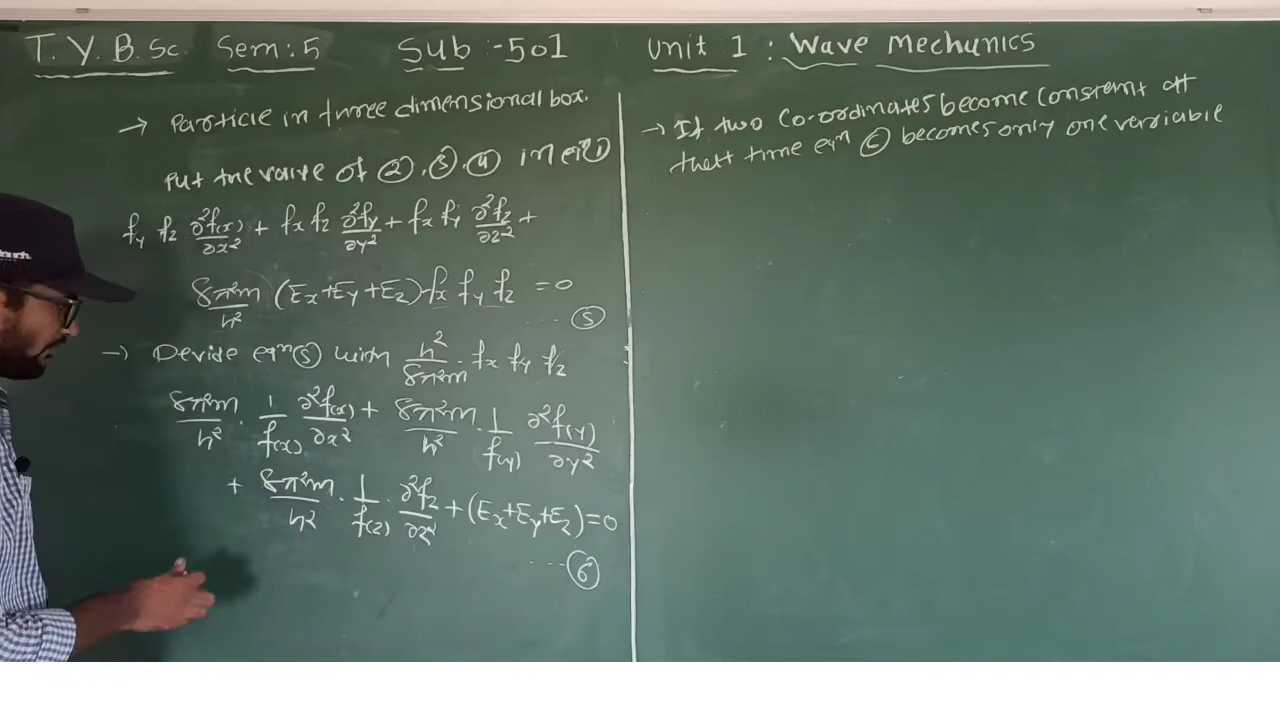 T. Y. B. Sc Sem : 5 Sub :- 501 Unit 1 : Wave Mechanics
→ Particle in three dimensional box.
Put the value of ②, ③, ④ in eqn ①
fy fz ∂²f(x)/∂x² + fx fz ∂²fy/∂y² + fx fy ∂²fz/∂z² +
8π²m/h² (Ex+Ey+Ez) fx fy fz = 0
.... ⑤
→ Devide eqn ⑤ with h²/8π²m . fx fy fz
8π²m/h² . 1/f(x) ∂²f(x)/∂x² + 8π²m/h² . 1/f(y) ∂²f(y)/∂y²
+ 8π²m/h² . 1/f(z) . ∂²fz/∂z² + (Ex+Ey+Ez) = 0
.... ⑥
→ If two co-ordinates become constant at
that time eqn ⑥ becomes only one variable